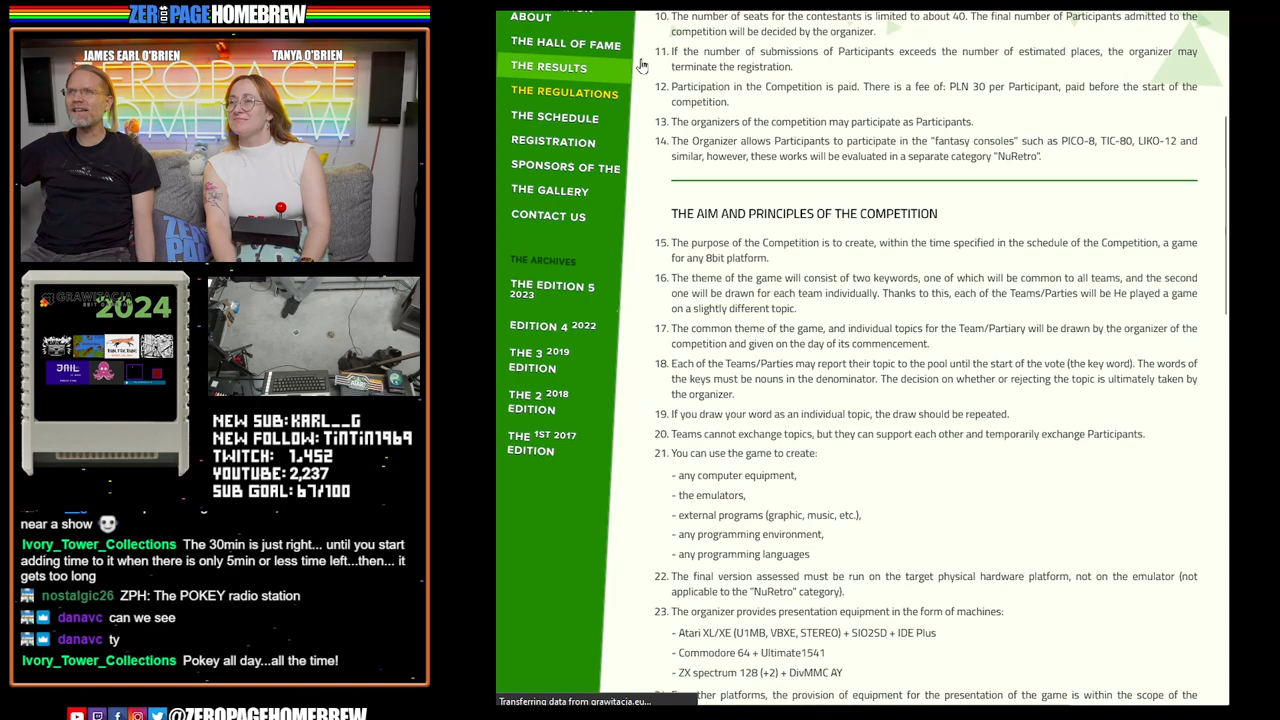 ZEROPAGE HOMEBREW
JAMES EARL O'BRIEN
TANYA O'BRIEN
GRAWITACJA
2024
JAIL
NEW SUB: KARL__G
NEW FOLLOW: TINTIN1969
TWITCH: 1,452
YOUTUBE: 2,237
SUB GOAL: 67/100
near a show
Ivory_Tower_Collections The 30min is just right... until you start
adding time to it when there is only 5min or less time left...then... it
gets too long
nostalgic26 ZPH: The POKEY radio station
danavc can we see
danavc ty
Ivory_Tower_Collections Pokey all day...all the time!
@ZEROPAGEHOMEBREW
ABOUT
THE HALL OF FAME
THE RESULTS
THE REGULATIONS
THE SCHEDULE
REGISTRATION
SPONSORS OF THE
THE GALLERY
CONTACT US
THE ARCHIVES
THE EDITION 5
2023
EDITION 4 2022
THE 3 2019
EDITION
THE 2 2018
EDITION
THE 1ST 2017
EDITION
10. The number of seats for the contestants is limited to about 40. The final number of Participants admitted to the
competition will be decided by the organizer.
11. If the number of submissions of Participants exceeds the number of estimated places, the organizer may
terminate the registration.
12. Participation in the Competition is paid. There is a fee of: PLN 30 per Participant, paid before the start of the
competition.
13. The organizers of the competition may participate as Participants.
14. The Organizer allows Participants to participate in the "fantasy consoles" such as PICO-8, TIC-80, LIKO-12 and
similar, however, these works will be evaluated in a separate category "NuRetro".
THE AIM AND PRINCIPLES OF THE COMPETITION
15. The purpose of the Competition is to create, within the time specified in the schedule of the Competition, a game
for any 8bit platform.
16. The theme of the game will consist of two keywords, one of which will be common to all teams, and the second
one will be drawn for each team individually. Thanks to this, each of the Teams/Parties will be He played a game
on a slightly different topic.
17. The common theme of the game, and individual topics for the Team/Partiary will be drawn by the organizer of the
competition and given on the day of its commencement.
18. Each of the Teams/Parties may report their topic to the pool until the start of the vote (the key word). The words of
the keys must be nouns in the denominator. The decision on whether or rejecting the topic is ultimately taken by
the organizer.
19. If you draw your word as an individual topic, the draw should be repeated.
20. Teams cannot exchange topics, but they can support each other and temporarily exchange Participants.
21. You can use the game to create:
- any computer equipment,
- the emulators,
- external programs (graphic, music, etc.),
- any programming environment,
- any programming languages
22. The final version assessed must be run on the target physical hardware platform, not on the emulator (not
applicable to the "NuRetro" category).
23. The organizer provides presentation equipment in the form of machines:
- Atari XL/XE (U1MB, VBXE, STEREO) + SIO2SD + IDE Plus
- Commodore 64 + Ultimate1541
- ZX spectrum 128 (+2) + DivMMC AY
other platforms, the provision of equipment for the presentation of the game is within the scope of the
Transferring data from grawitacja.eu...